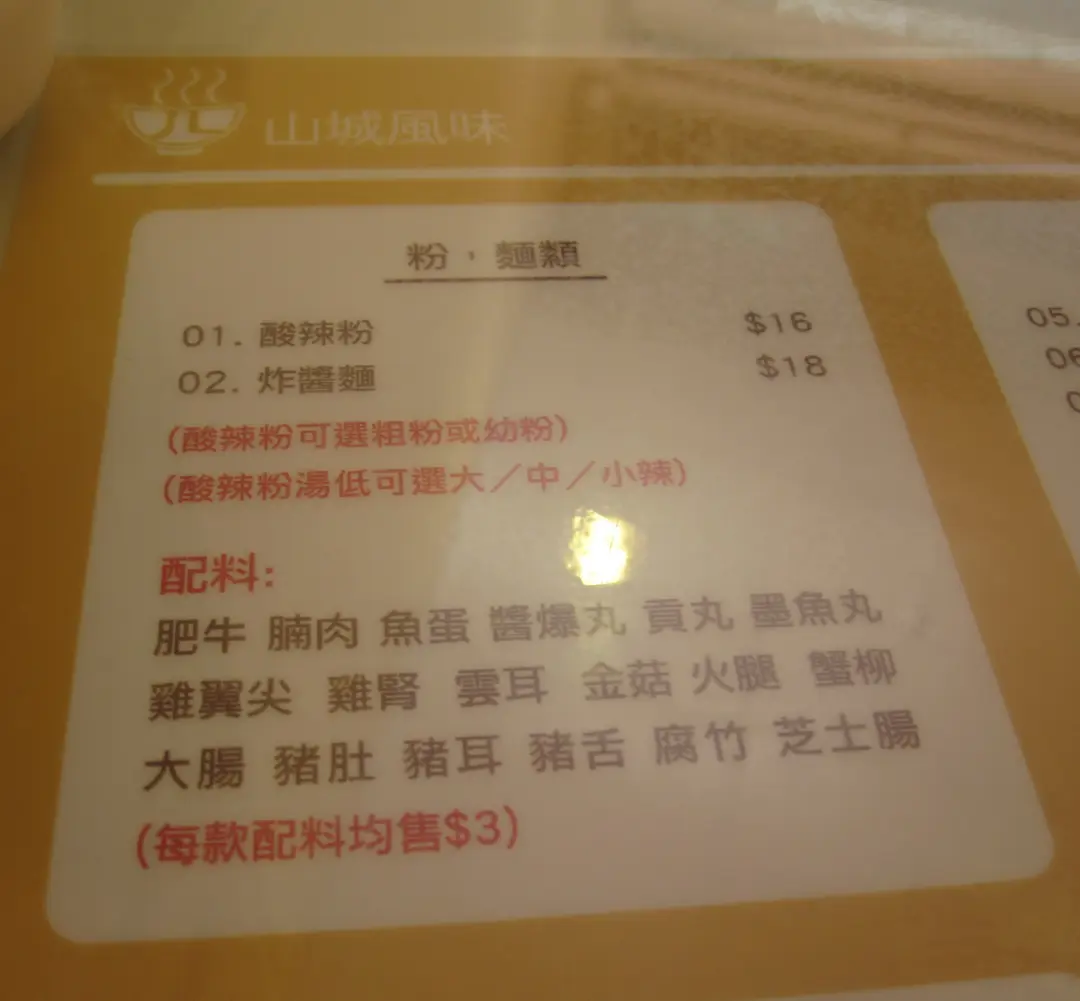 山城風味
粉，麵類
01. 酸辣粉 $16
02. 炸醬麵 $18
(酸辣粉可選粗粉或幼粉)
(酸辣粉湯低可選大／中／小辣)
配料:
肥牛 腩肉 魚蛋 醬爆丸 貢丸 墨魚丸
雞翼尖 雞腎 雲耳 金菇 火腿 蟹柳
大腸 豬肚 豬耳 豬舌 腐竹 芝士腸
(每款配料均售$3)
05.
06
0